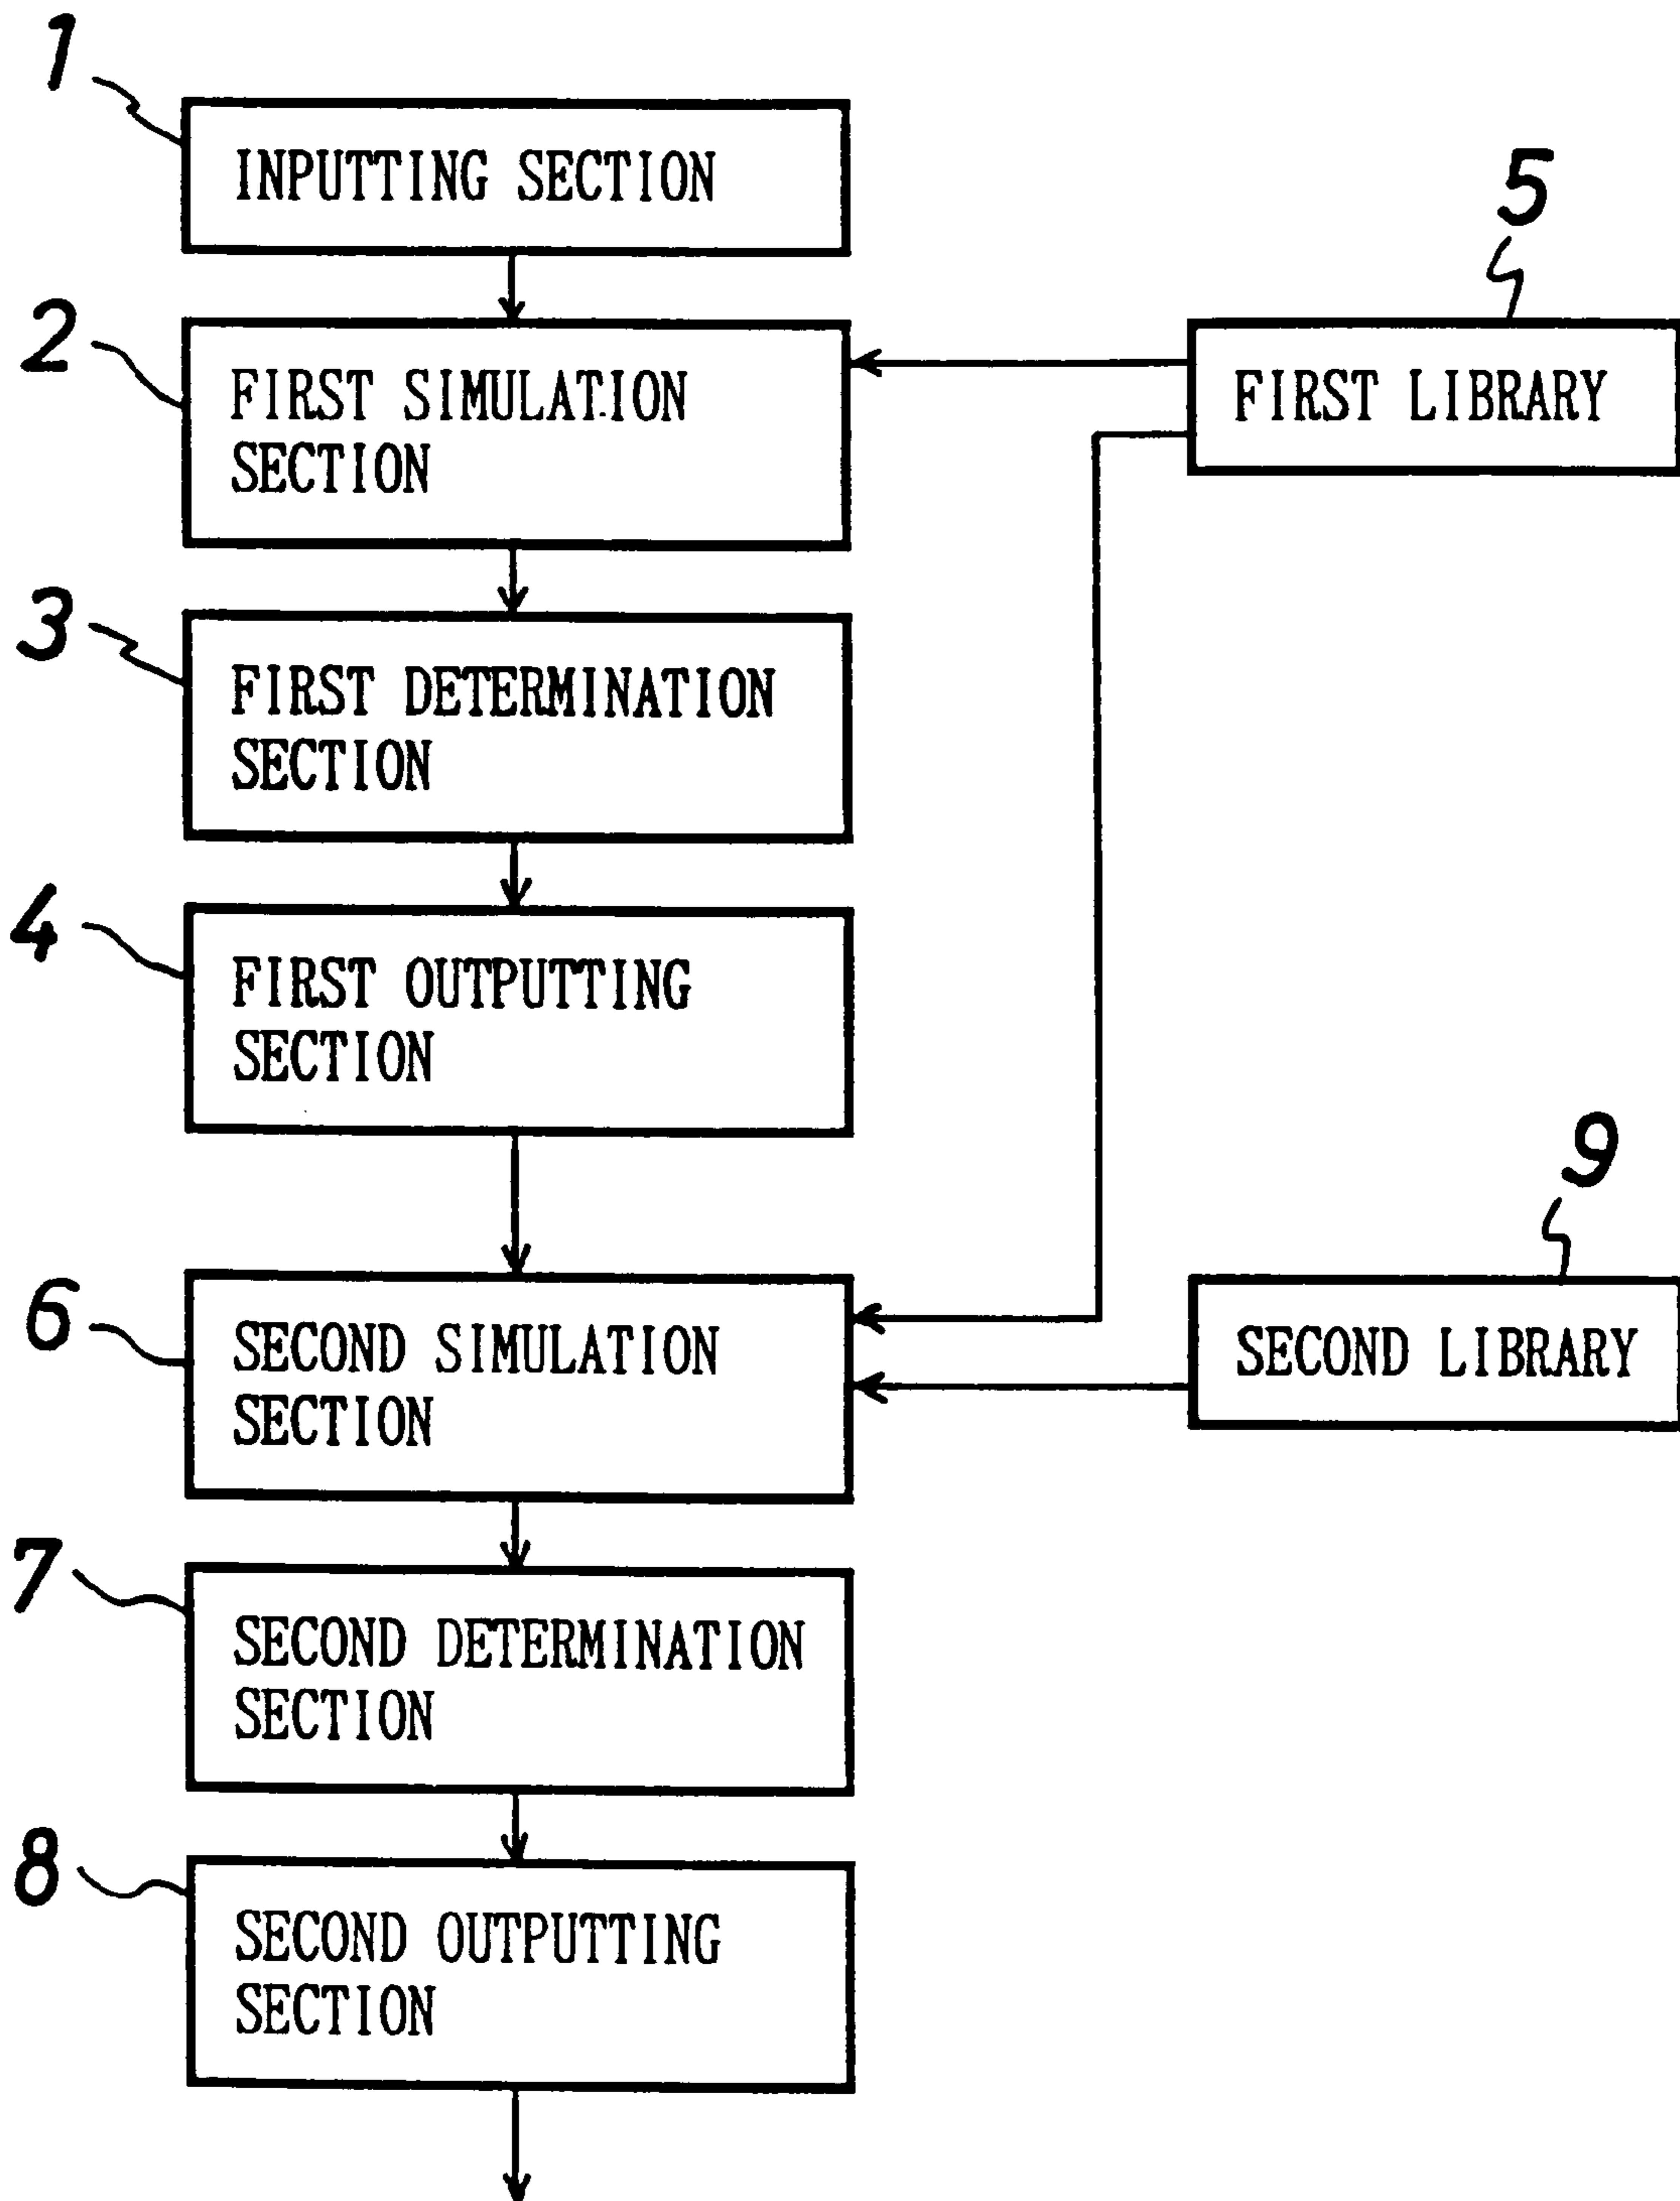 1
INPUTTING SECTION
5
2
FIRST SIMULATION
SECTION
FIRST LIBRARY
3
FIRST DETERMINATION
SECTION
4
FIRST OUTPUTTING
SECTION
9
6
SECOND SIMULATION
SECTION
SECOND LIBRARY
7
SECOND DETERMINATION
SECTION
8
SECOND OUTPUTTING
SECTION